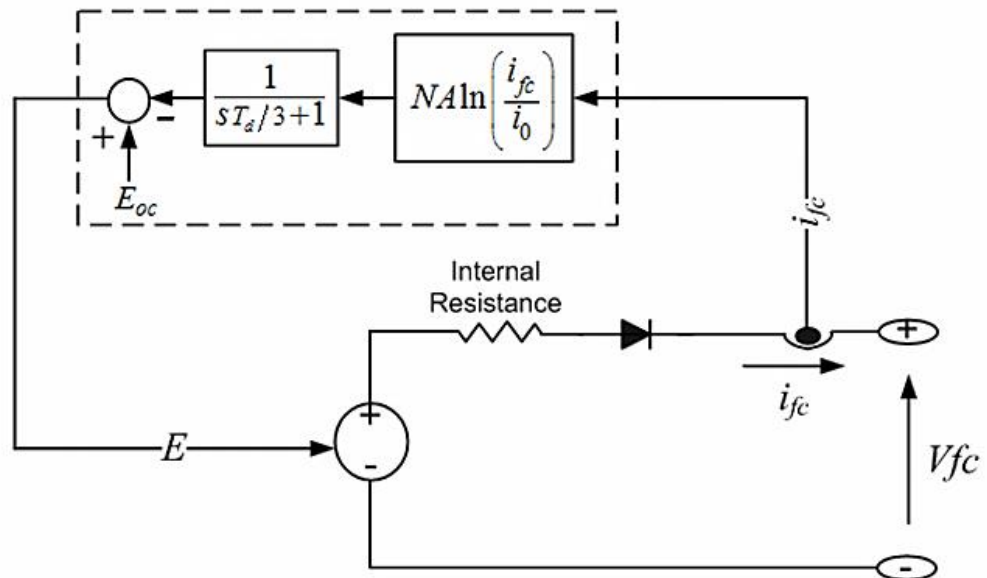 1
sT_d/3+1
NA ln(i_fc/i_0)
+
-
E_oc
i_fc
Internal
Resistance
+
i_fc
+
E
-
Vfc
-